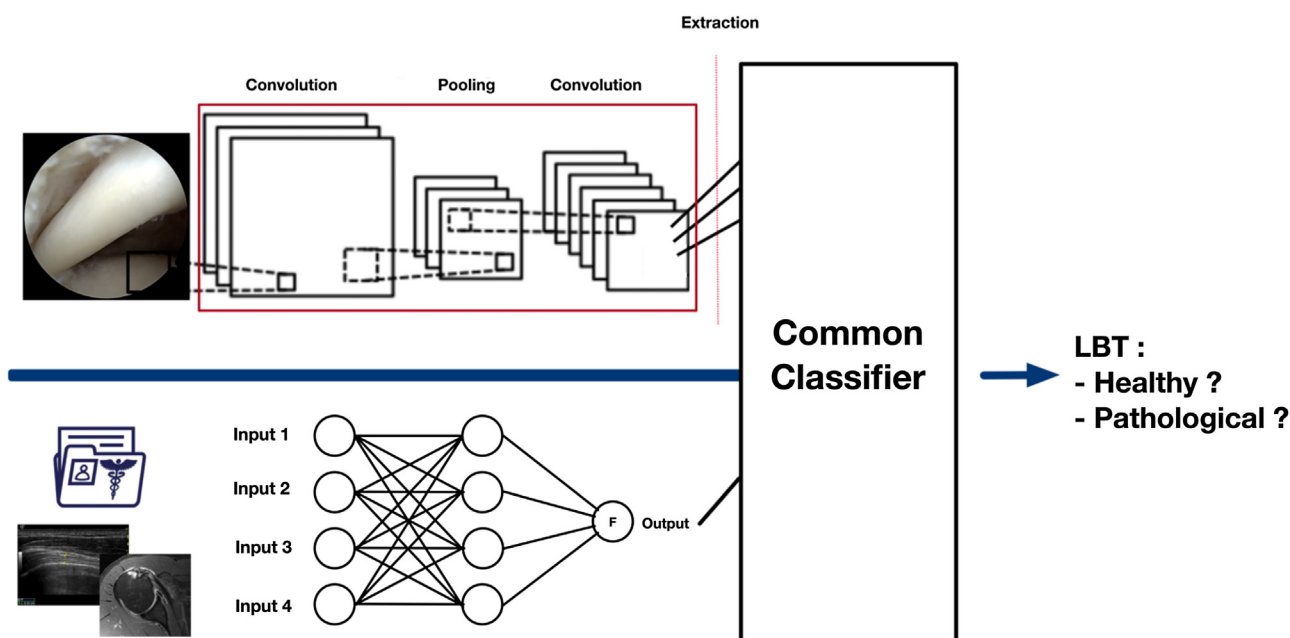 Extraction
Convolution
Pooling
Convolution
Common
Classifier
LBT :
- Healthy ?
- Pathological ?
Input 1
Input 2
Input 3
Input 4
F
Output